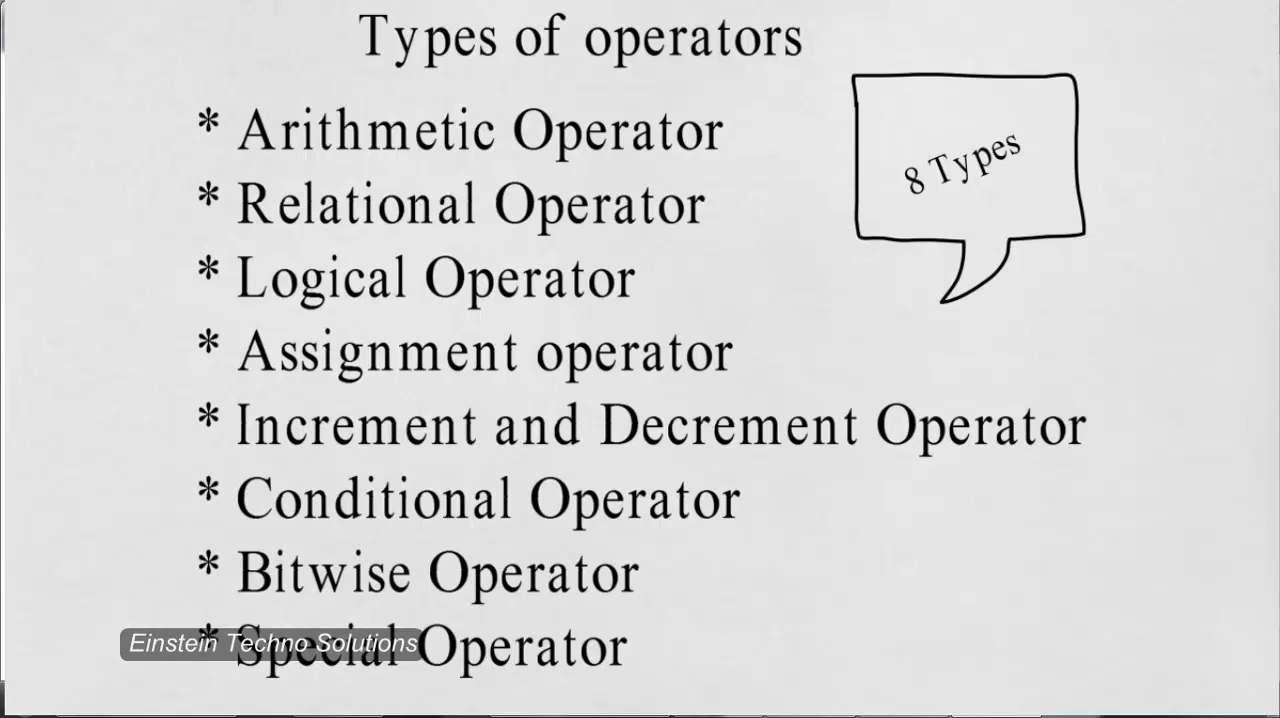 Types of operators
* Arithmetic Operator
8 Types
* Relational Operator
* Logical Operator
* Assignment operator
* Increment and Decrement Operator
* Conditional Operator
* Bitwise Operator
* Special Operator
Einstein Techno Solutions